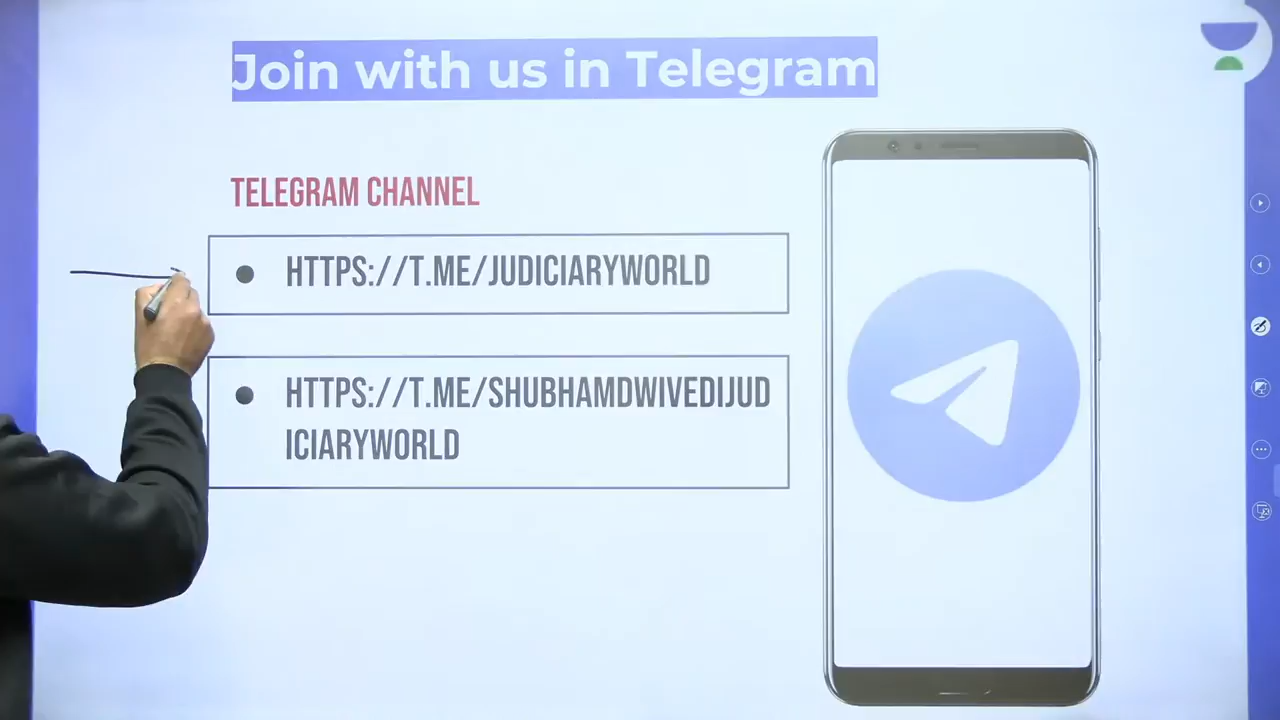 Join with us in Telegram
TELEGRAM CHANNEL
HTTPS://T.ME/JUDICIARYWORLD
HTTPS://T.ME/SHUBHAMDWIVEDIJUD
ICIARYWORLD